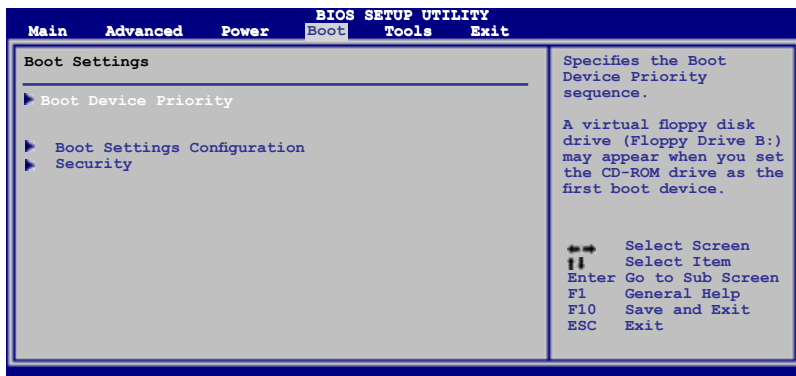 BIOS SETUP UTILITY
Main Advanced Power Boot Tools Exit
Boot Settings
Boot Device Priority
Boot Settings Configuration
Security
Specifies the Boot
Device Priority
sequence.
A virtual floppy disk
drive (Floppy Drive B:)
may appear when you set
the CD-ROM drive as the
first boot device.
Select Screen
Select Item
Enter Go to Sub Screen
F1 General Help
F10 Save and Exit
ESC Exit